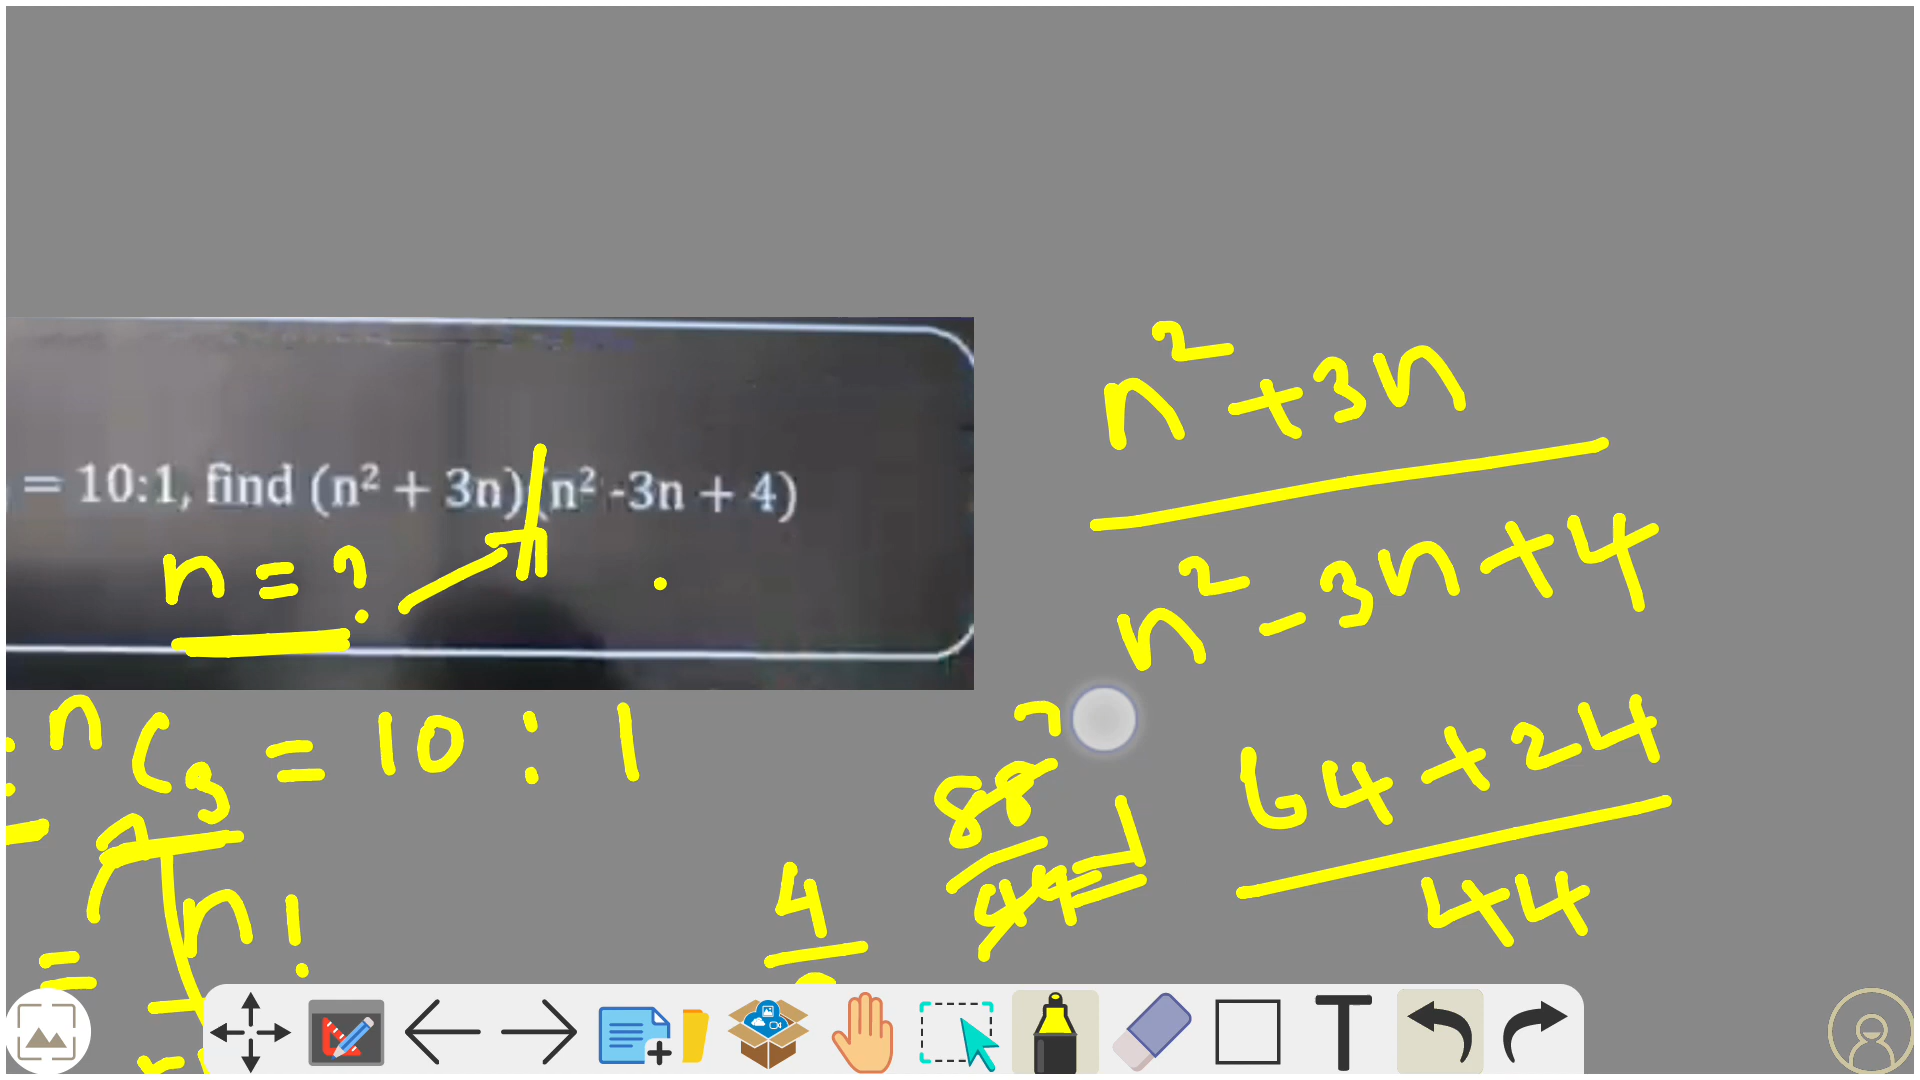 = 10:1, find (n² + 3n)(n² -3n + 4)
n = ?
n² + 3n
n² - 3n + 4
n C₃ = 10 : 1
64 + 24
44
88
44
n!
4
T